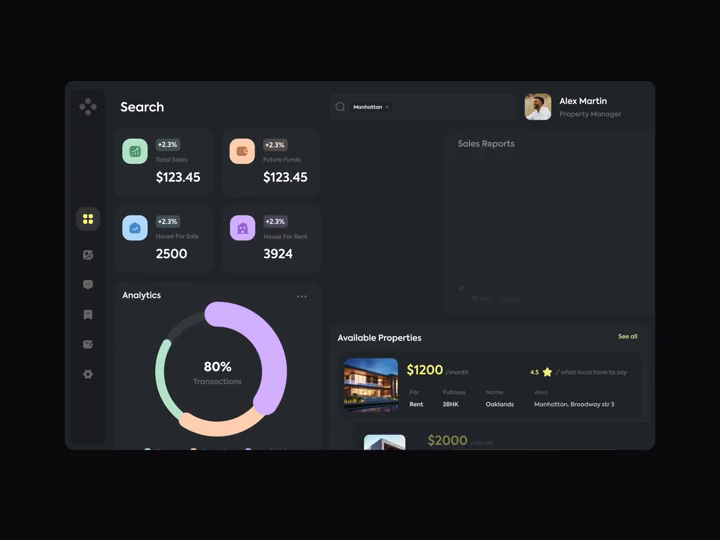 Search
Manhatton ×
Alex Martin
Property Manager
+2.3%
Total Sales
$123.45
+2.3%
Future Funds
$123.45
Sales Reports
+2.3%
House For Sale
2500
+2.3%
House For Rent
3924
Analytics
80%
Transactions
Available Properties
See all
$1200 /month
4.5 / what local have to say
For Fullness Name Area
Rent 3BHK Oaklands Manhatton, Broadway str 3
$2000 /month